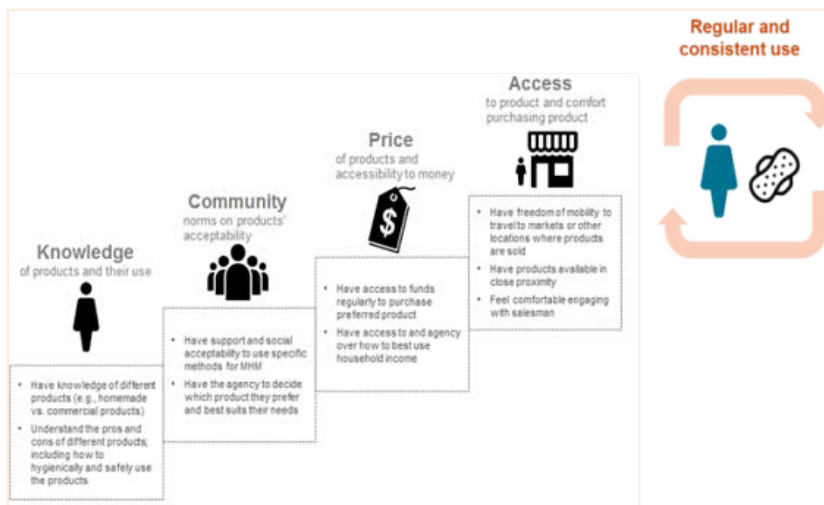 Regular and
consistent use
Access
to product and comfort
purchasing product
Price
of products and
accessibility to money
$
Community
norms on products'
acceptability
Knowledge
of products and their use
• Have freedom of mobility to
travel to markets or other
locations where products
are sold
• Have products available in
close proximity
• Feel comfortable engaging
with salesman
• Have access to funds
regularly to purchase
preferred product
• Have access to and agency
over how to best use
household income
• Have support and social
acceptability to use specific
methods for MHM
• Have the agency to decide
which product they prefer
and best suits their needs
• Have knowledge of different
products (e.g., homemade
vs. commercial products)
• Understand the pros and
cons of different products,
including how to
hygienically and safely use
the products